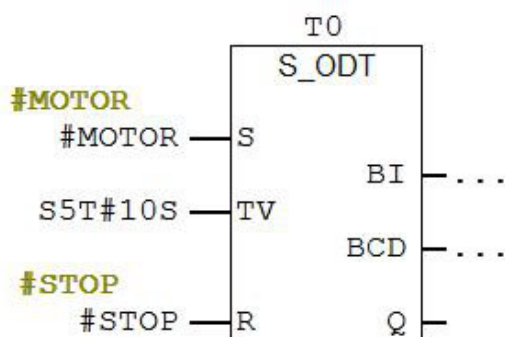 T0
S_ODT
#MOTOR
#MOTOR S
BI ...
S5T#10S TV
BCD ...
#STOP
#STOP R Q